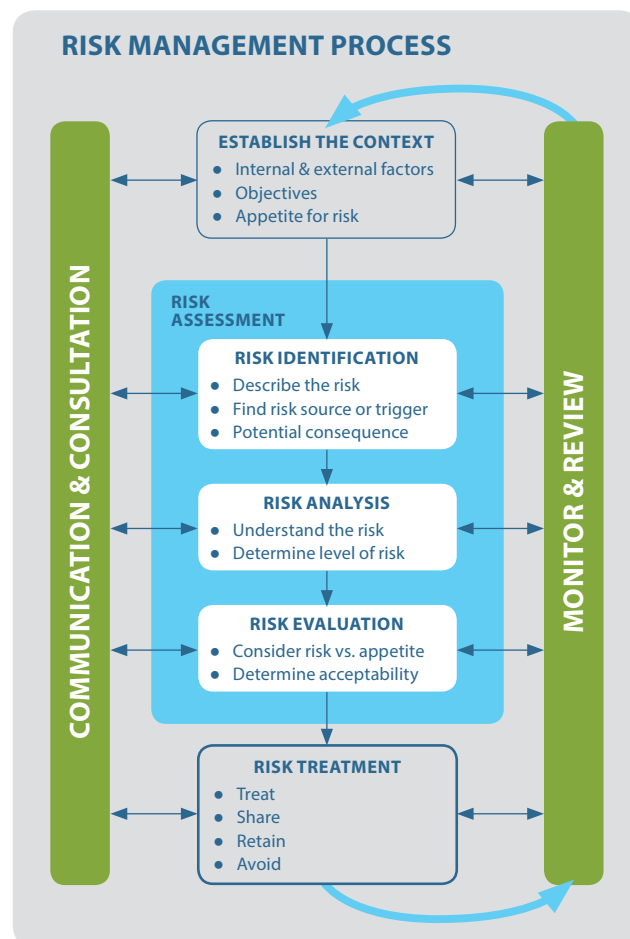 RISK MANAGEMENT PROCESS
COMMUNICATION & CONSULTATION
ESTABLISH THE CONTEXT
● Internal & external factors
● Objectives
● Appetite for risk
RISK
ASSESSMENT
RISK IDENTIFICATION
● Describe the risk
● Find risk source or trigger
● Potential consequence
RISK ANALYSIS
● Understand the risk
● Determine level of risk
RISK EVALUATION
● Consider risk vs. appetite
● Determine acceptability
RISK TREATMENT
● Treat
● Share
● Retain
● Avoid
MONITOR & REVIEW